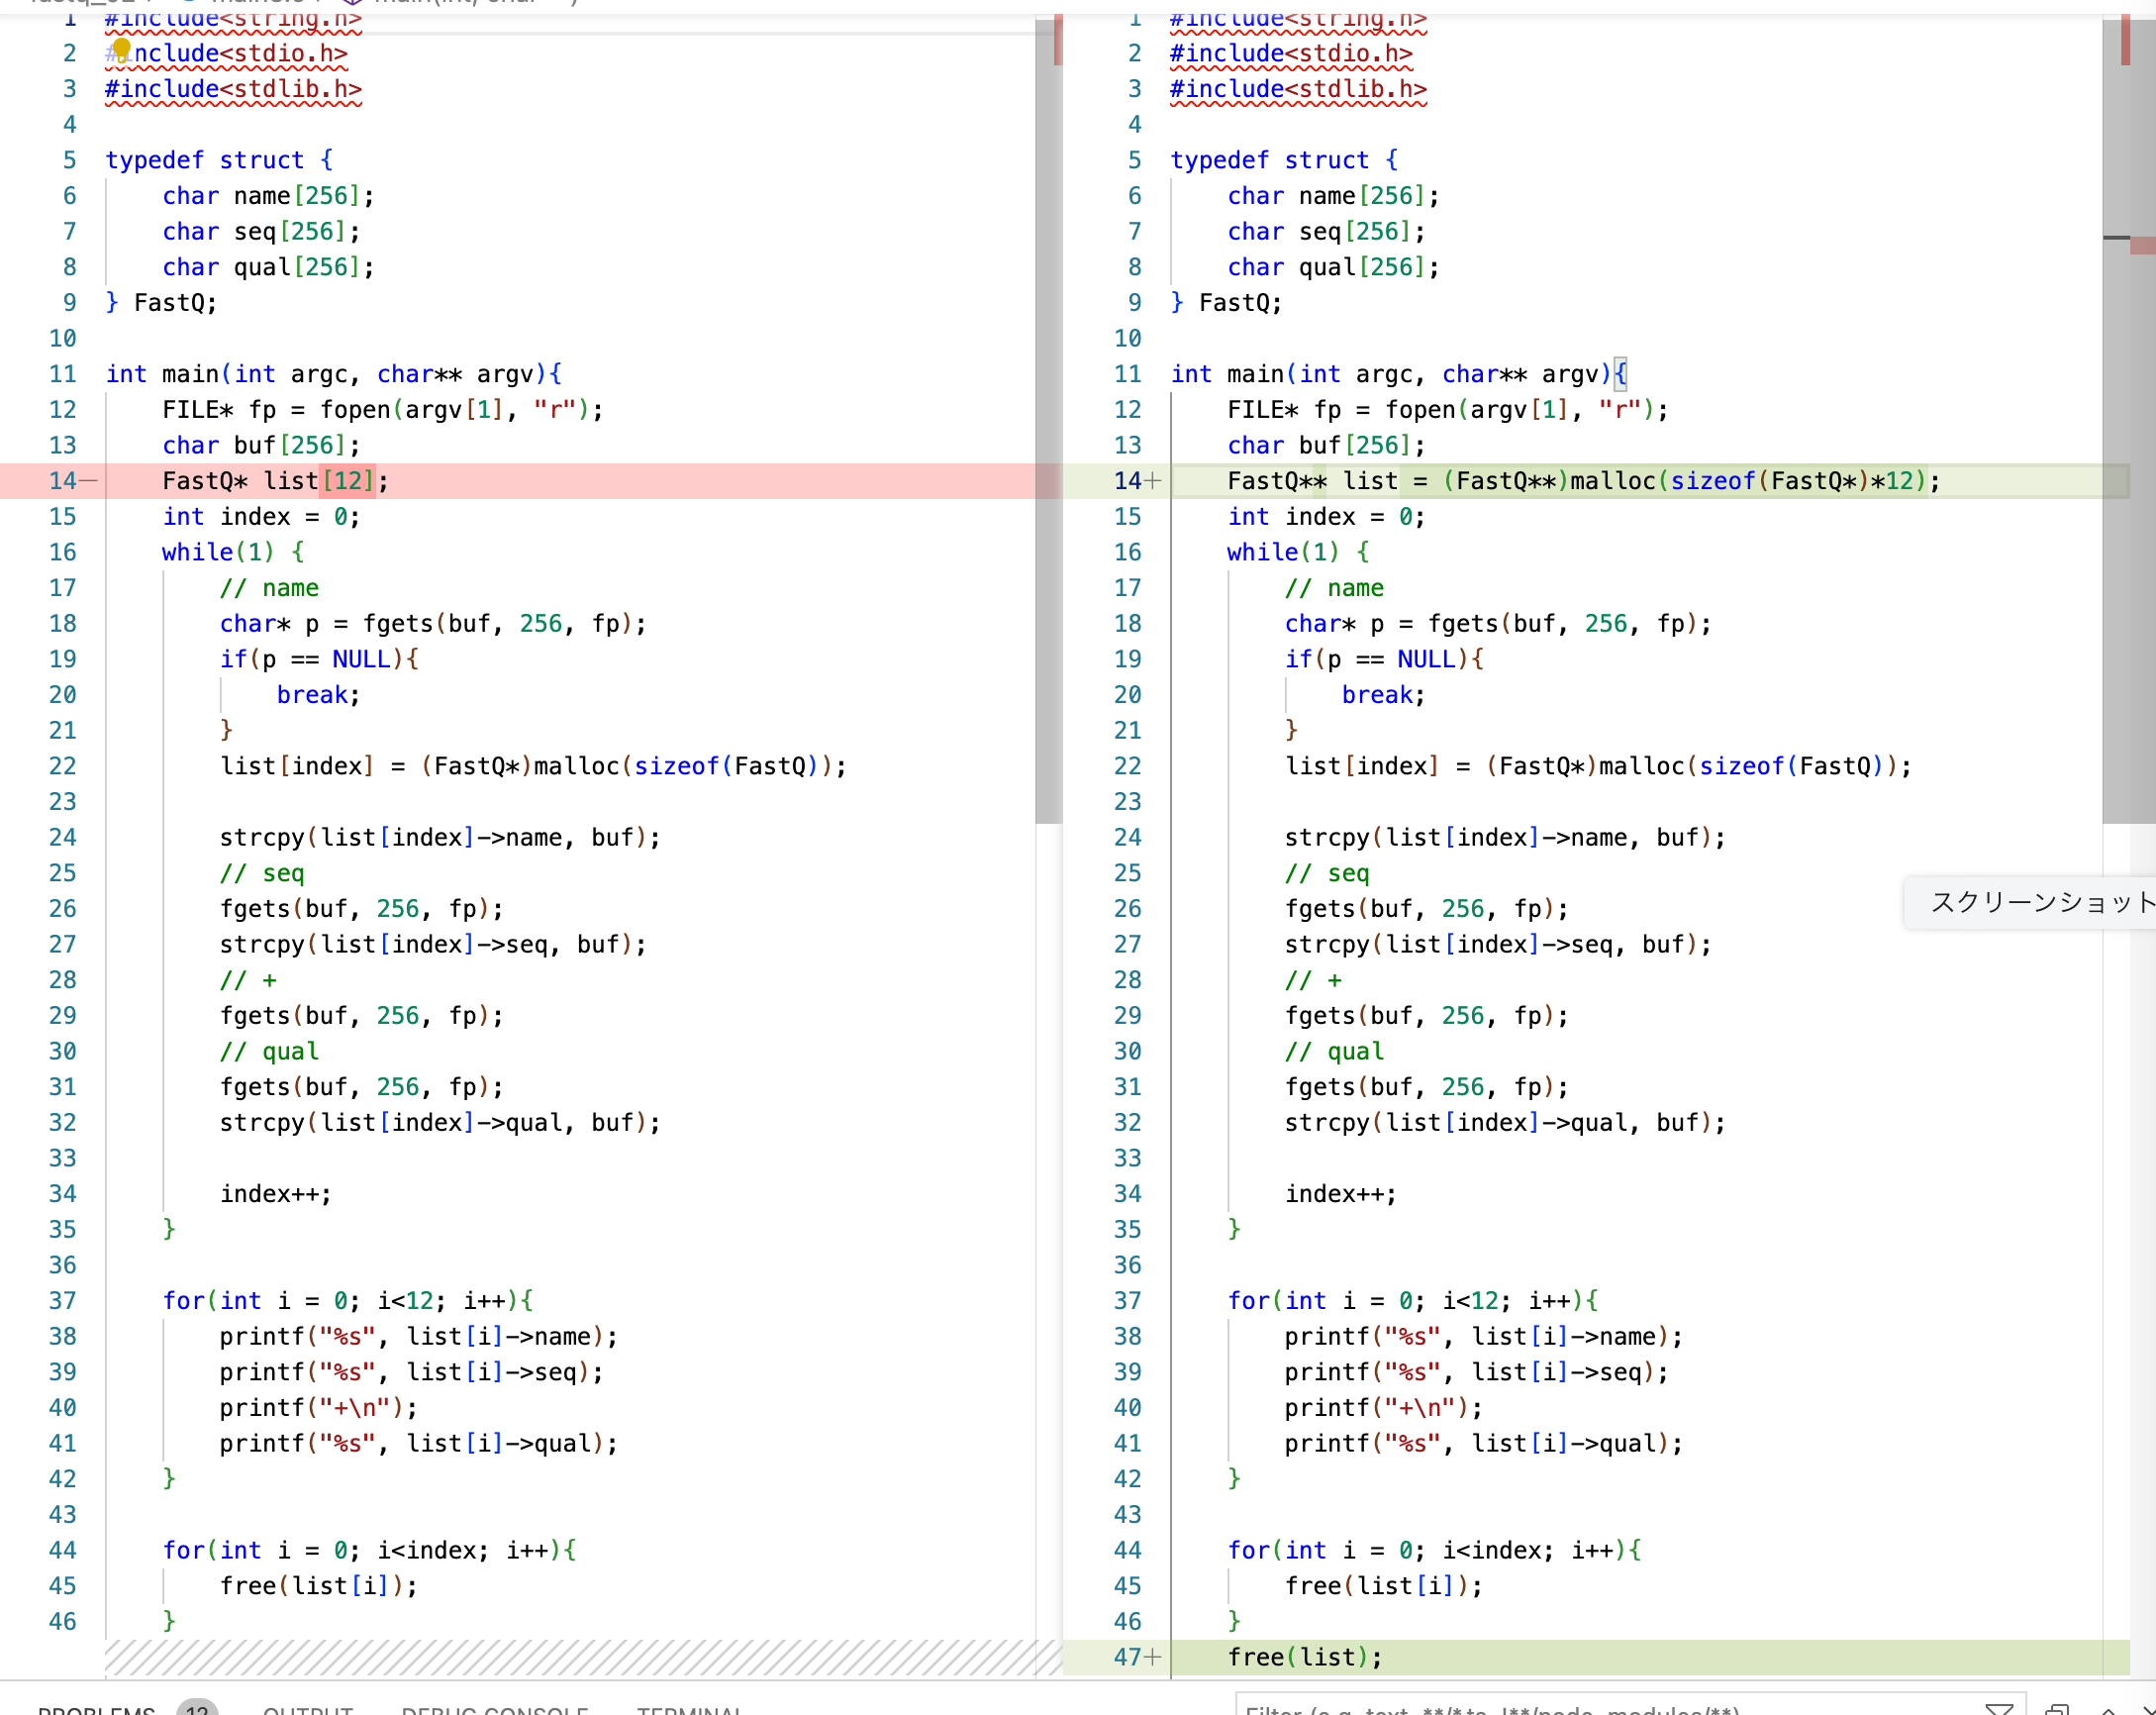 #include<string.h>
2 #include<stdio.h>
3 #include<stdlib.h>
4
5 typedef struct {
6     char name[256];
7     char seq[256];
8     char qual[256];
9 } FastQ;
10
11 int main(int argc, char** argv){
12     FILE* fp = fopen(argv[1], "r");
13     char buf[256];
14—     FastQ* list[12];
15     int index = 0;
16     while(1) {
17         // name
18         char* p = fgets(buf, 256, fp);
19         if(p == NULL){
20             break;
21         }
22         list[index] = (FastQ*)malloc(sizeof(FastQ));
23
24         strcpy(list[index]->name, buf);
25         // seq
26         fgets(buf, 256, fp);
27         strcpy(list[index]->seq, buf);
28         // +
29         fgets(buf, 256, fp);
30         // qual
31         fgets(buf, 256, fp);
32         strcpy(list[index]->qual, buf);
33
34         index++;
35     }
36
37     for(int i = 0; i<12; i++){
38         printf("%s", list[i]->name);
39         printf("%s", list[i]->seq);
40         printf("+\n");
41         printf("%s", list[i]->qual);
42     }
43
44     for(int i = 0; i<index; i++){
45         free(list[i]);
46     }
1 #include<string.h>
2 #include<stdio.h>
3 #include<stdlib.h>
4
5 typedef struct {
6     char name[256];
7     char seq[256];
8     char qual[256];
9 } FastQ;
10
11 int main(int argc, char** argv){
12     FILE* fp = fopen(argv[1], "r");
13     char buf[256];
14+     FastQ** list = (FastQ**)malloc(sizeof(FastQ*)*12);
15     int index = 0;
16     while(1) {
17         // name
18         char* p = fgets(buf, 256, fp);
19         if(p == NULL){
20             break;
21         }
22         list[index] = (FastQ*)malloc(sizeof(FastQ));
23
24         strcpy(list[index]->name, buf);
25         // seq
26         fgets(buf, 256, fp);
27         strcpy(list[index]->seq, buf);
28         // +
29         fgets(buf, 256, fp);
30         // qual
31         fgets(buf, 256, fp);
32         strcpy(list[index]->qual, buf);
33
34         index++;
35     }
36
37     for(int i = 0; i<12; i++){
38         printf("%s", list[i]->name);
39         printf("%s", list[i]->seq);
40         printf("+\n");
41         printf("%s", list[i]->qual);
42     }
43
44     for(int i = 0; i<index; i++){
45         free(list[i]);
46     }
47+     free(list);
スクリーンショット
PROBLEMS 12 OUTPUT DEBUG CONSOLE TERMINAL
Filter (e.g. text, **/*.ts, !**/node_modules/**)